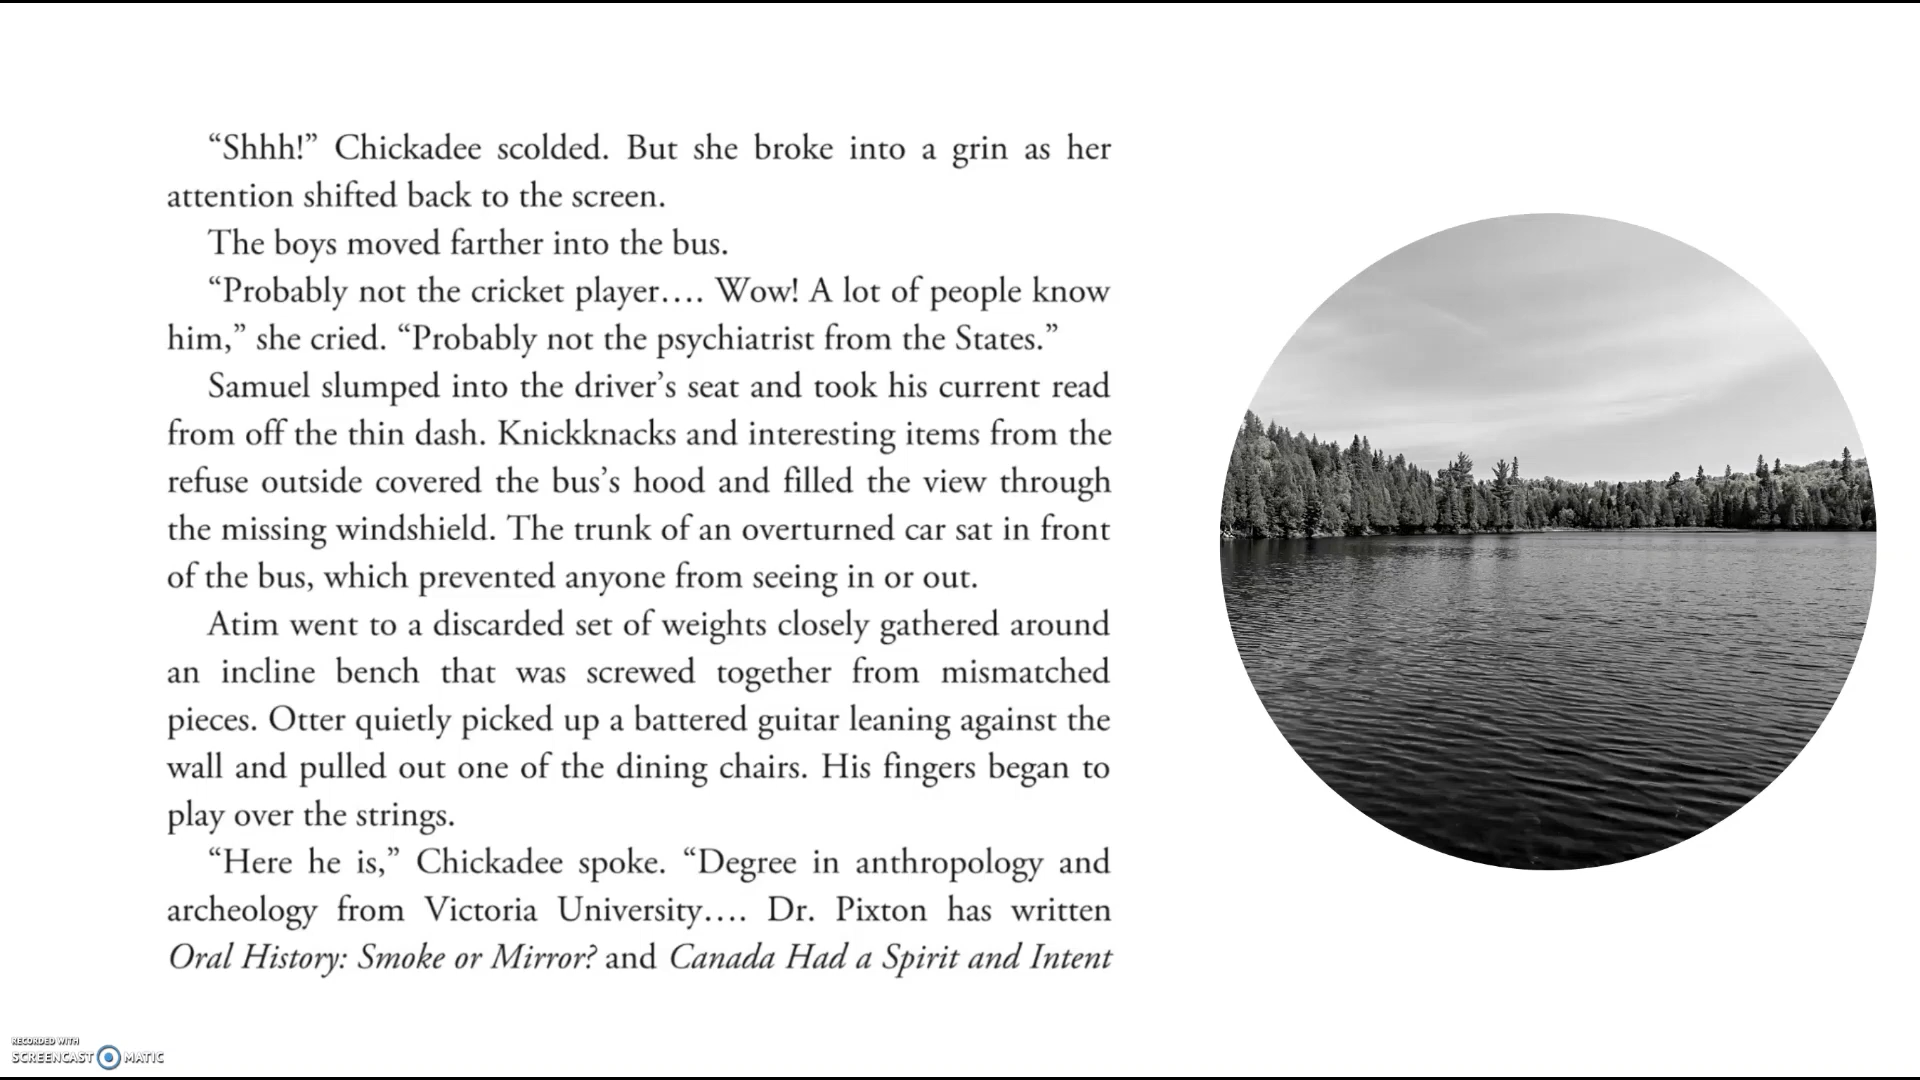 “Shhh!” Chickadee scolded. But she broke into a grin as her
attention shifted back to the screen.
The boys moved farther into the bus.
“Probably not the cricket player…. Wow! A lot of people know
him,” she cried. “Probably not the psychiatrist from the States.”
Samuel slumped into the driver’s seat and took his current read
from off the thin dash. Knickknacks and interesting items from the
refuse outside covered the bus’s hood and filled the view through
the missing windshield. The trunk of an overturned car sat in front
of the bus, which prevented anyone from seeing in or out.
Atim went to a discarded set of weights closely gathered around
an incline bench that was screwed together from mismatched
pieces. Otter quietly picked up a battered guitar leaning against the
wall and pulled out one of the dining chairs. His fingers began to
play over the strings.
“Here he is,” Chickadee spoke. “Degree in anthropology and
archeology from Victoria University…. Dr. Pixton has written
Oral History: Smoke or Mirror? and Canada Had a Spirit and Intent
RECORDED WITH
SCREENCAST MATIC